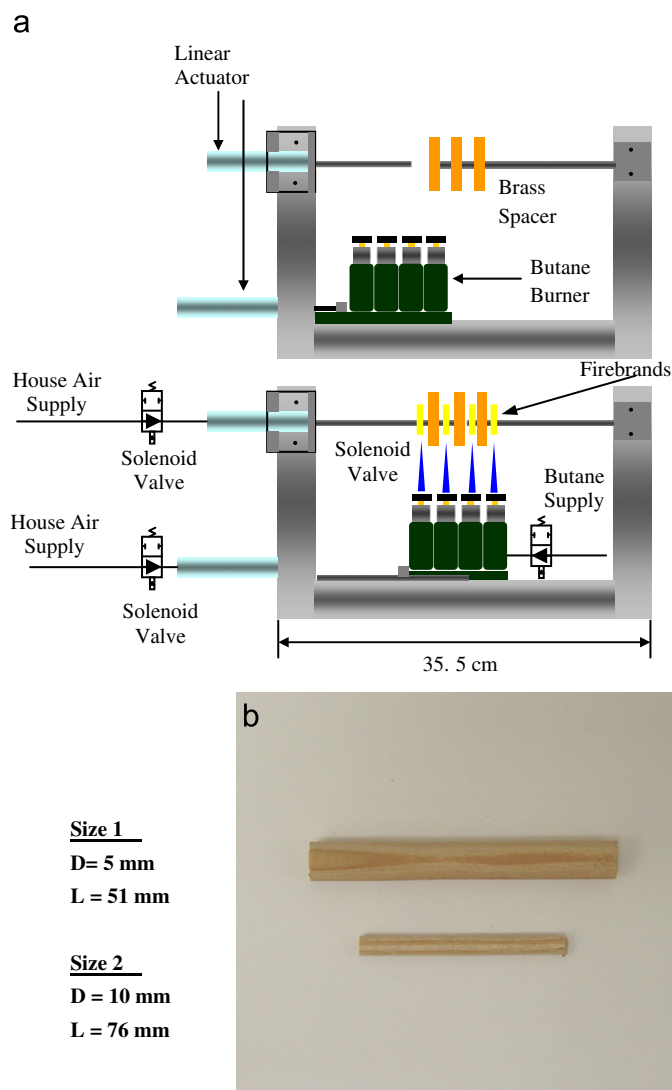 a
Linear
Actuator
Brass
Spacer
Butane
Burner
Firebrands
House Air
Supply
Solenoid
Valve
Solenoid
Valve
Butane
Supply
House Air
Supply
Solenoid
Valve
35. 5 cm
b
Size 1
D= 5 mm
L = 51 mm
Size 2
D = 10 mm
L = 76 mm